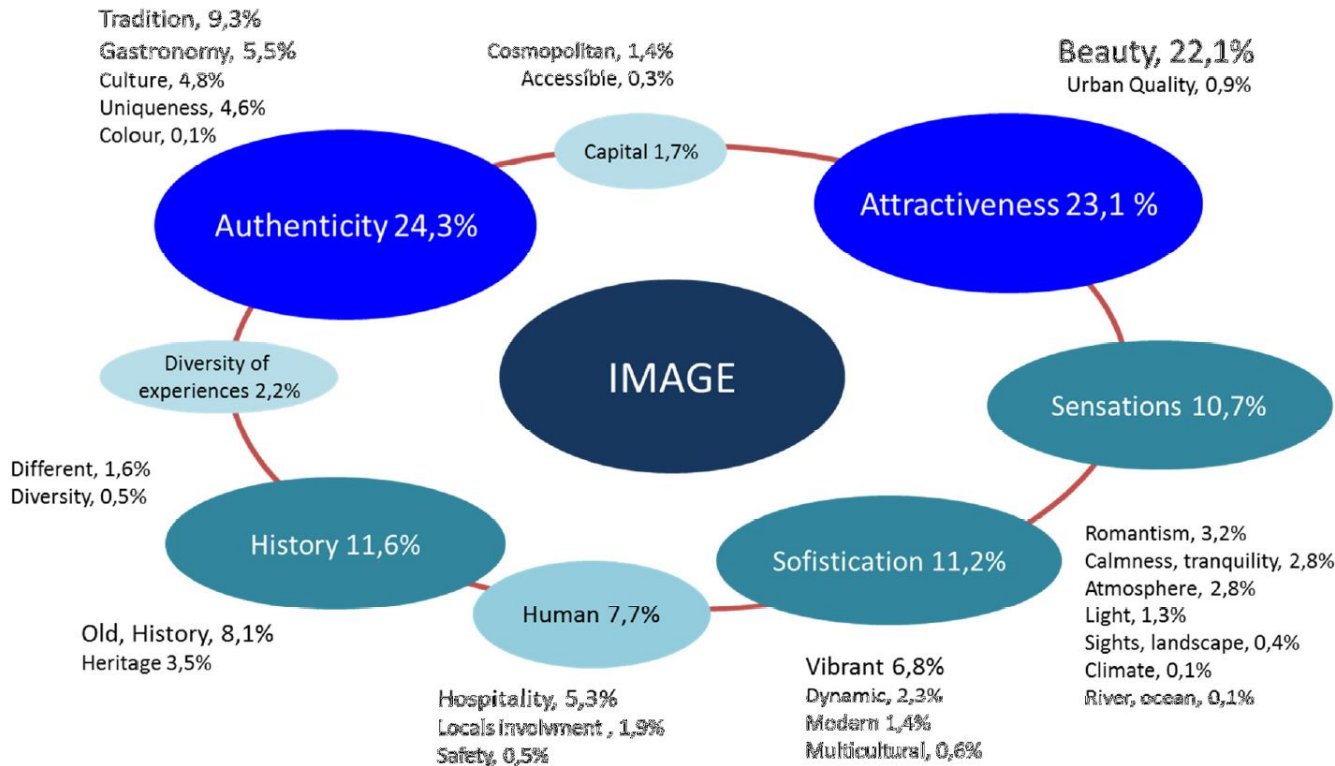 Tradition, 9,3%
Gastronomy, 5,5%
Culture, 4,8%
Uniqueness, 4,6%
Colour, 0,1%
Cosmopolitan, 1,4%
Accessible, 0,3%
Beauty, 22,1%
Urban Quality, 0,9%
Capital 1,7%
Authenticity 24,3%
Attractiveness 23,1 %
Diversity of
experiences 2,2%
IMAGE
Sensations 10,7%
Different, 1,6%
Diversity, 0,5%
History 11,6%
Sofistication 11,2%
Human 7,7%
Old, History, 8,1%
Heritage 3,5%
Hospitality, 5,3%
Locals involvment , 1,9%
Safety, 0,5%
Vibrant 6,8%
Dynamic, 2,3%
Modern 1,4%
Multicultural, 0,6%
Romantism, 3,2%
Calmness, tranquility, 2,8%
Atmosphere, 2,8%
Light, 1,3%
Sights, landscape, 0,4%
Climate, 0,1%
River, ocean, 0,1%